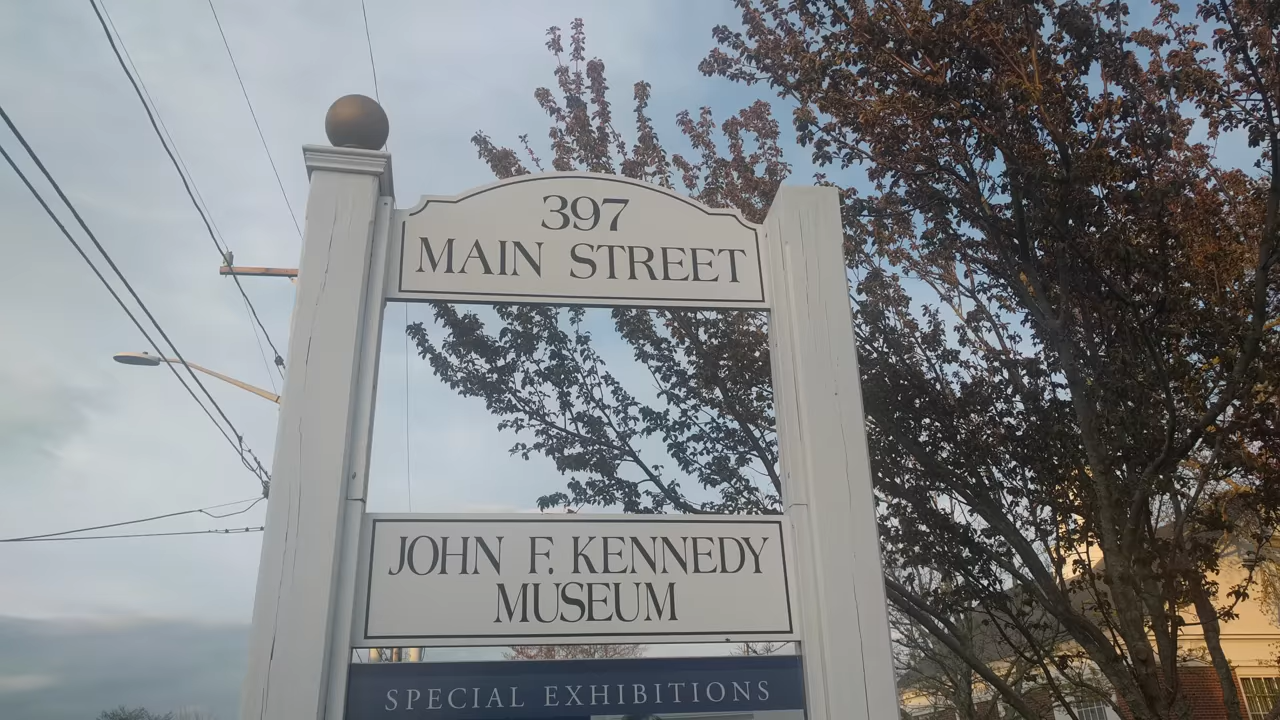 397
MAIN STREET
JOHN F. KENNEDY
MUSEUM
SPECIAL EXHIBITIONS